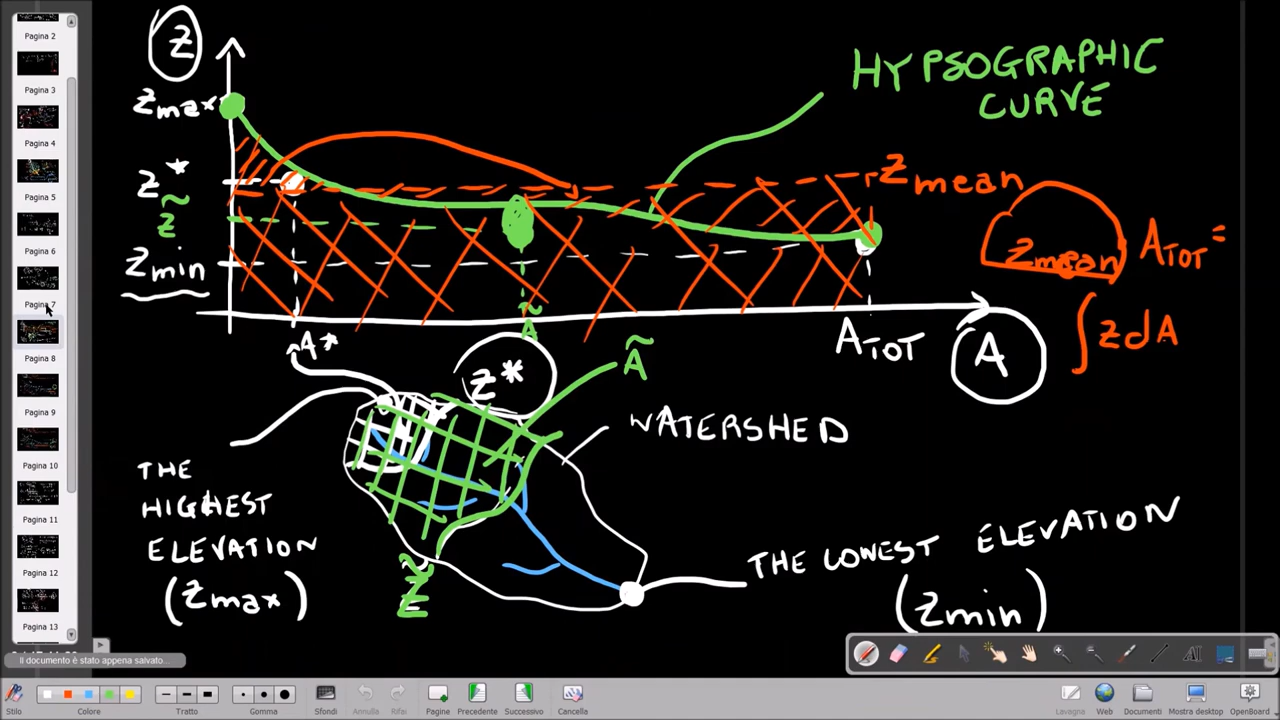 Pagina 2
Pagina 3
Pagina 4
Pagina 5
Pagina 6
Pagina 7
Pagina 8
Pagina 9
Pagina 10
Pagina 11
Pagina 12
Pagina 13
Z
HYPSOGRAPHIC
CURVE
Zmax
Z*
Z̃
Zmin
Zmean
Zmean ATOT =
∫ZdA
A*
Ã
ATOT
A
Z*
Ã
WATERSHED
THE
HIGHEST
ELEVATION
(Zmax)
Z̃
THE LOWEST ELEVATION
(Zmin)
Il documento è stato appena salvato...
Stilo
Colore
Tratto
Gomma
Sfondi
Annulla
Rifai
Pagine
Precedente
Successivo
Cancella
Lavagna
Web
Documenti
Mostra desktop
OpenBoard